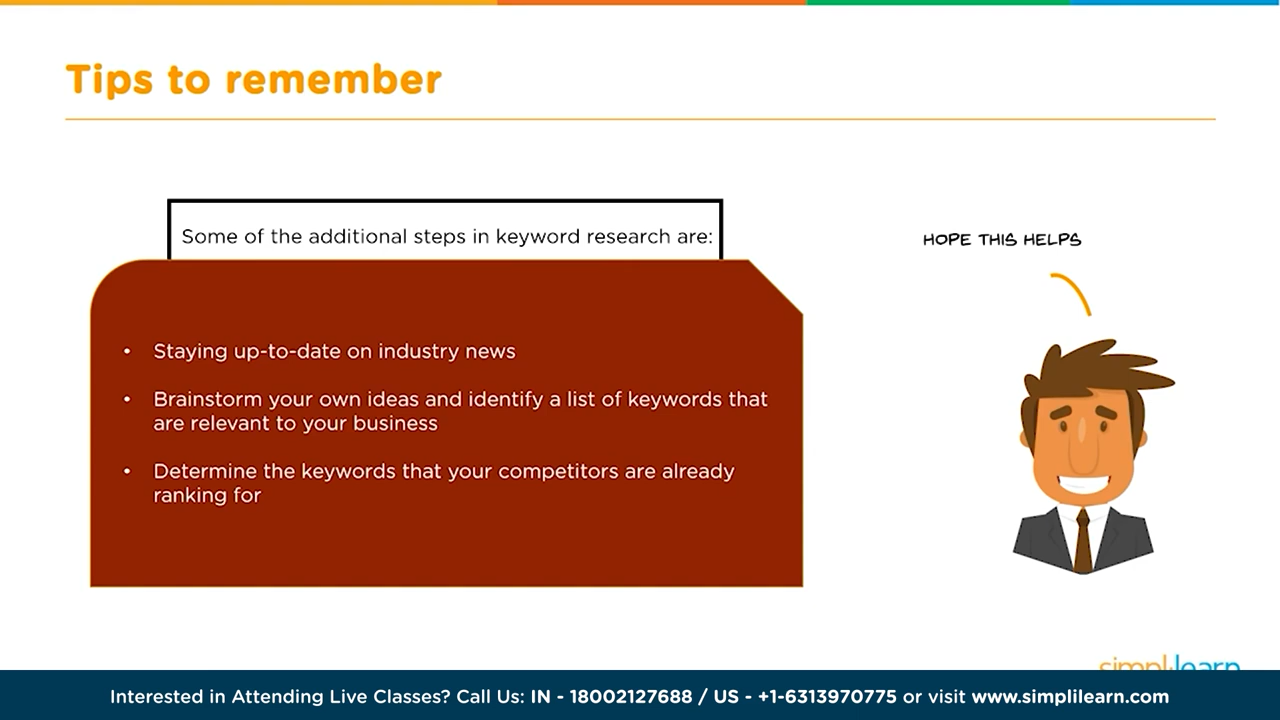 Tips to remember
Some of the additional steps in keyword research are:
HOPE THIS HELPS
• Staying up-to-date on industry news
• Brainstorm your own ideas and identify a list of keywords that
are relevant to your business
• Determine the keywords that your competitors are already
ranking for
simplilearn
Interested in Attending Live Classes? Call Us: IN - 18002127688 / US - +1-6313970775 or visit www.simplilearn.com